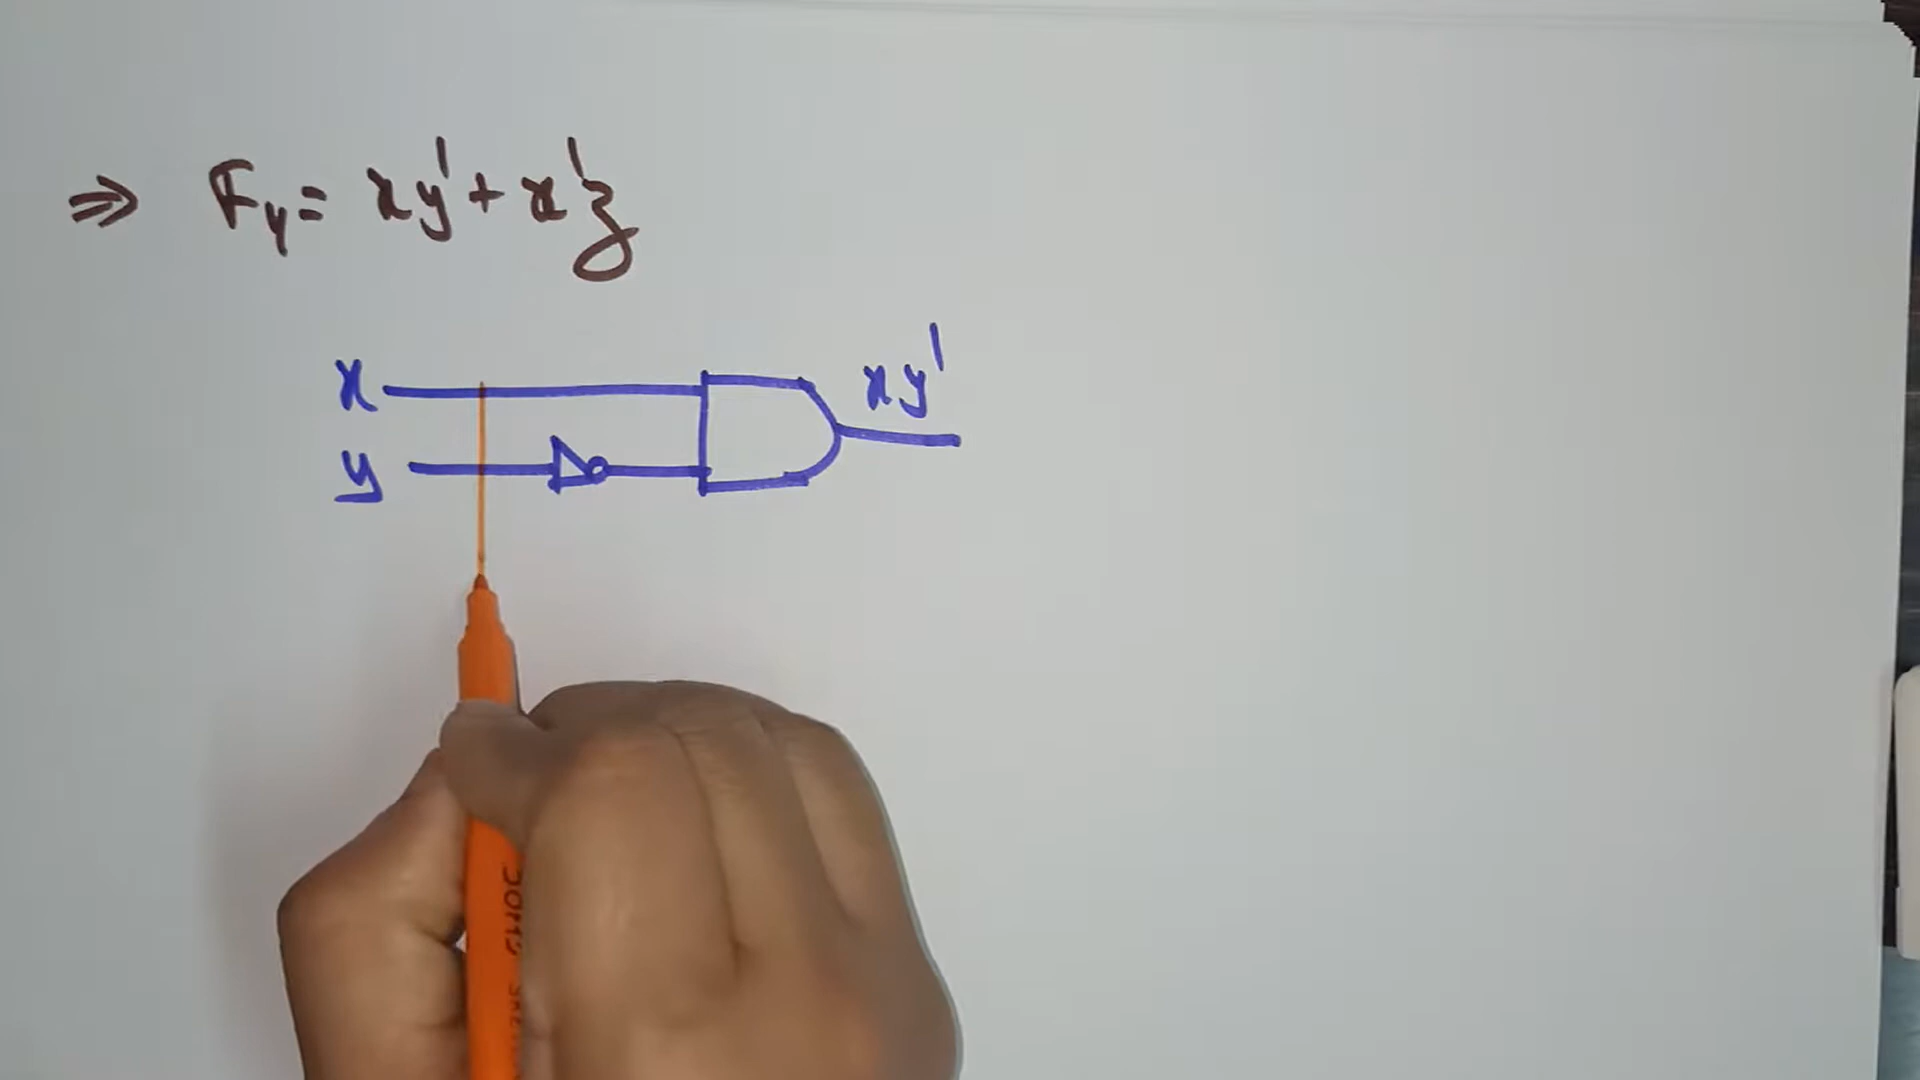 ⇒ Fy = xy' + x'z
x
xy'
y